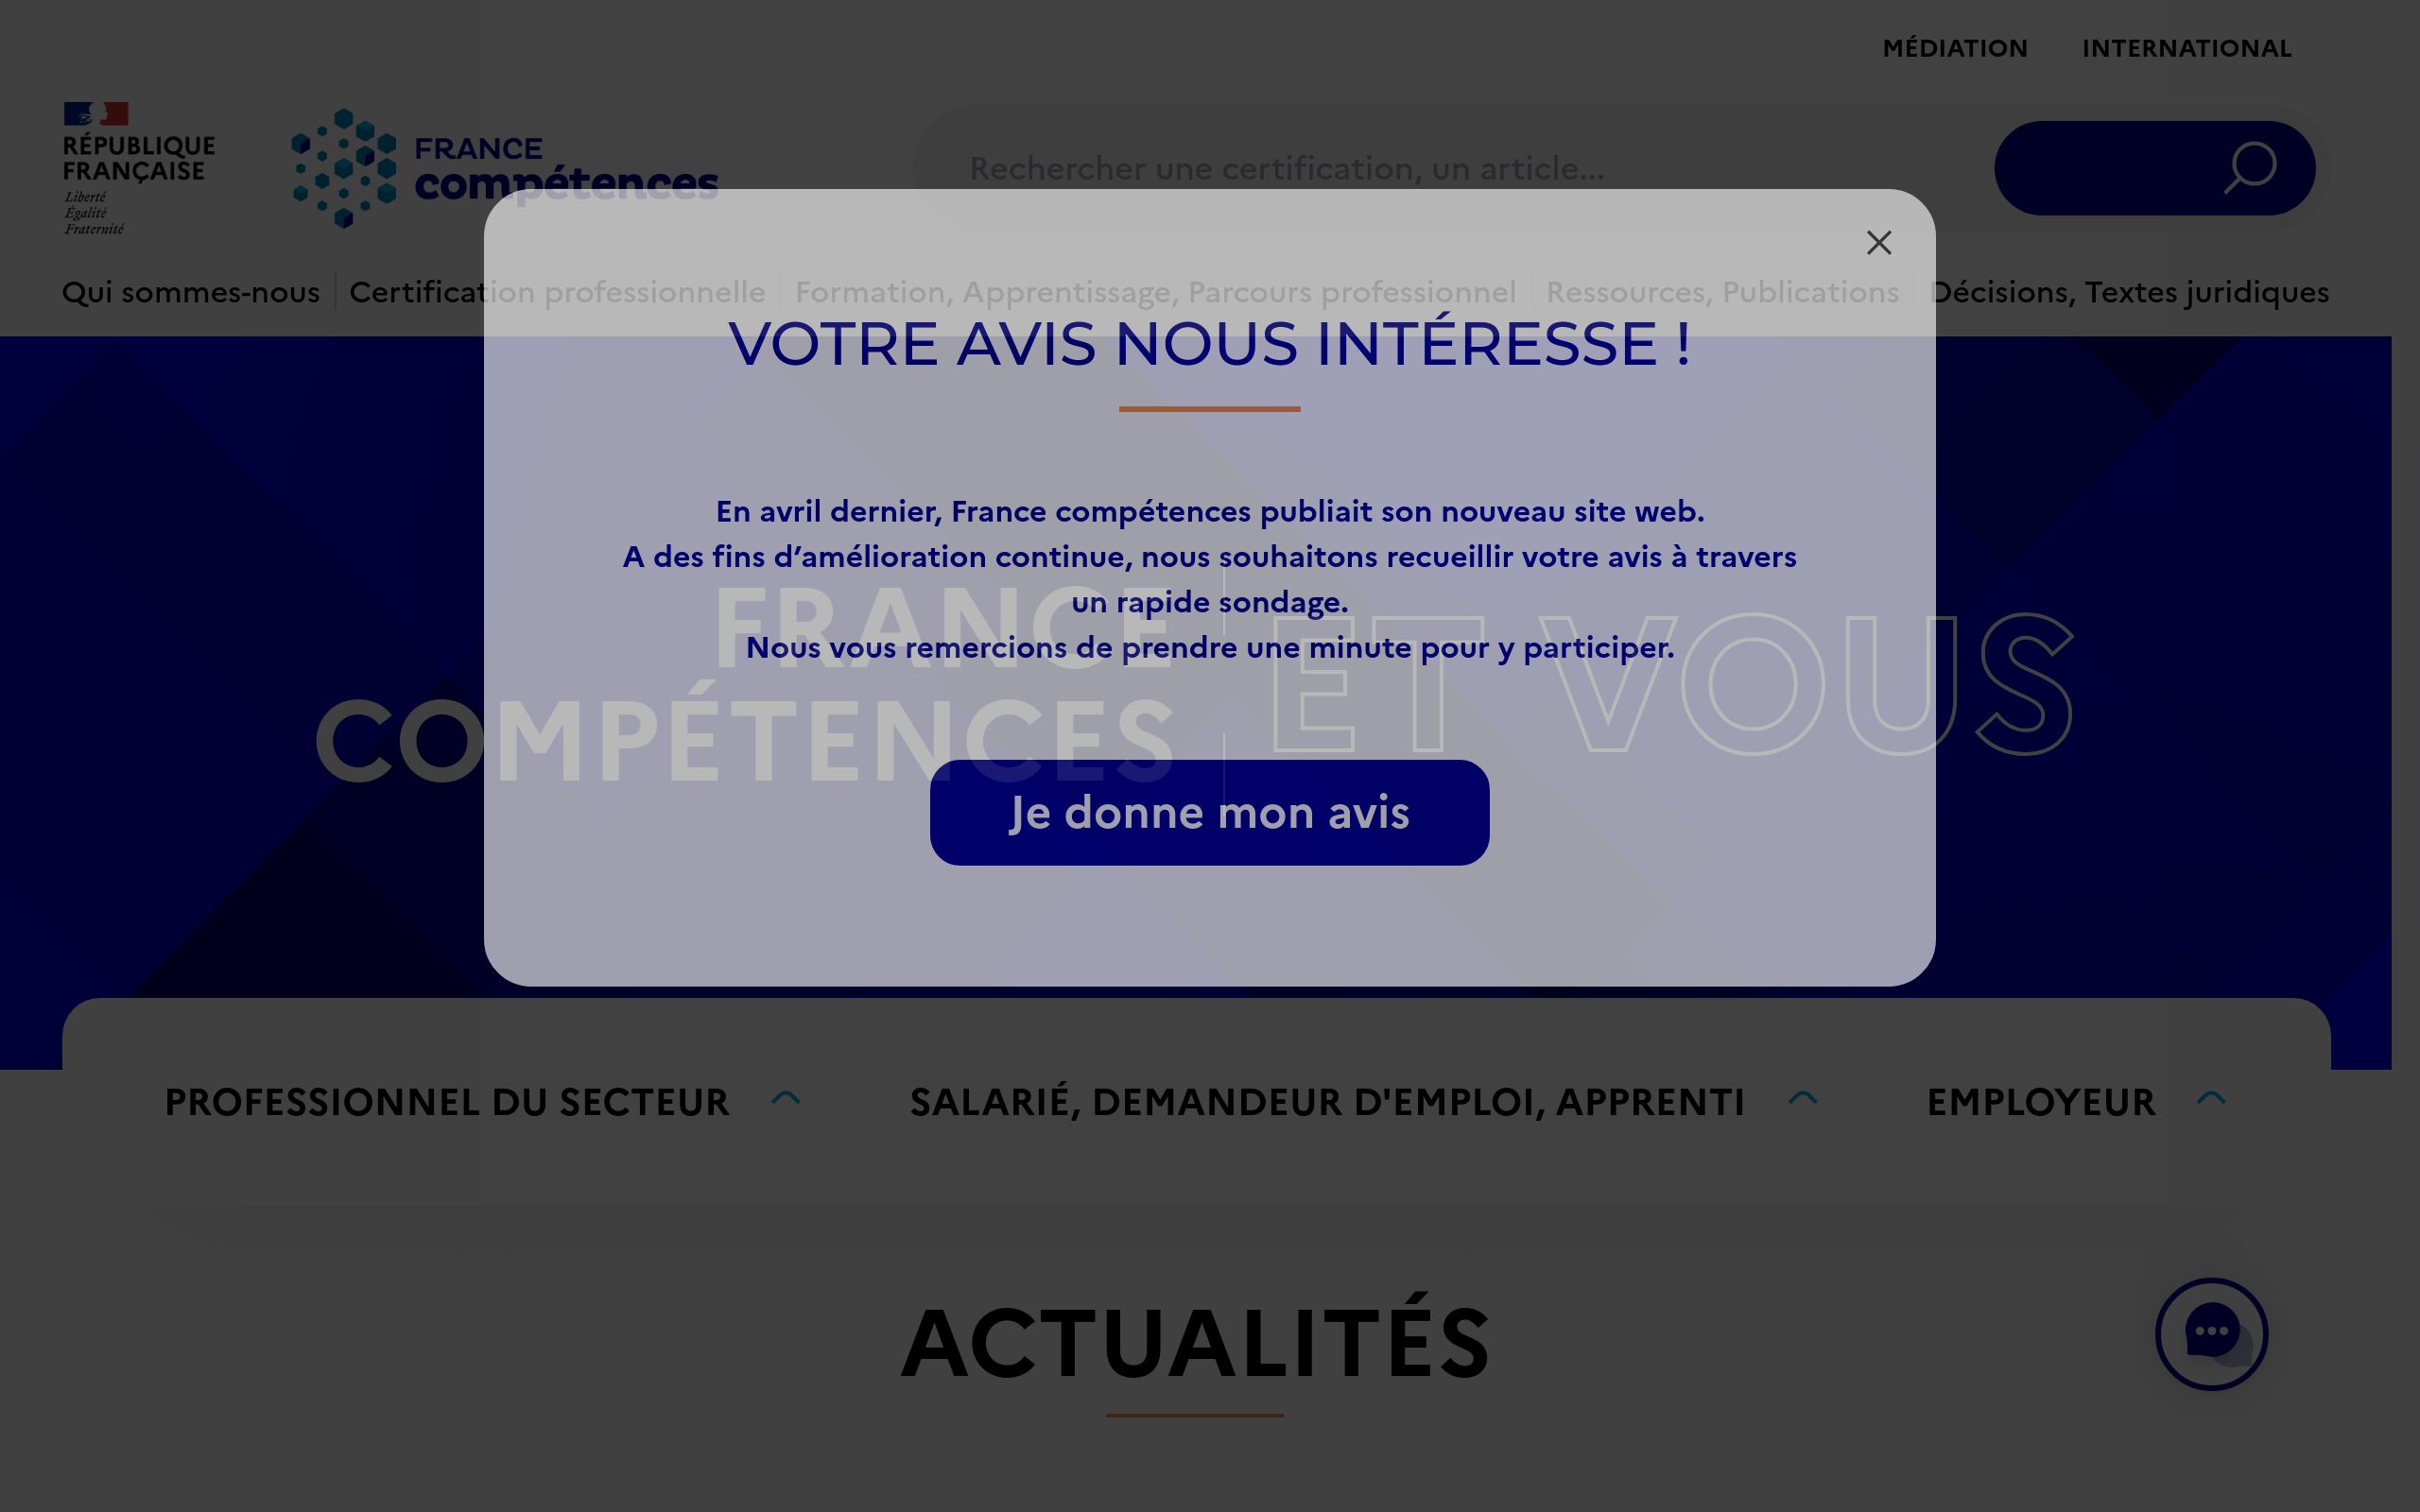 MÉDIATION INTERNATIONAL
RÉPUBLIQUE
FRANÇAISE
Liberté
Égalité
Fraternité
FRANCE
compétences
Rechercher une certification, un article...
Qui sommes-nous Certification professionnelle Formation, Apprentissage, Parcours professionnel Ressources, Publications Décisions, Textes juridiques
VOTRE AVIS NOUS INTÉRESSE !
En avril dernier, France compétences publiait son nouveau site web.
A des fins d’amélioration continue, nous souhaitons recueillir votre avis à travers
un rapide sondage.
Nous vous remercions de prendre une minute pour y participer.
FRANCE
COMPÉTENCES
ET VOUS
Je donne mon avis
PROFESSIONNEL DU SECTEUR SALARIÉ, DEMANDEUR D'EMPLOI, APPRENTI EMPLOYEUR
ACTUALITÉS